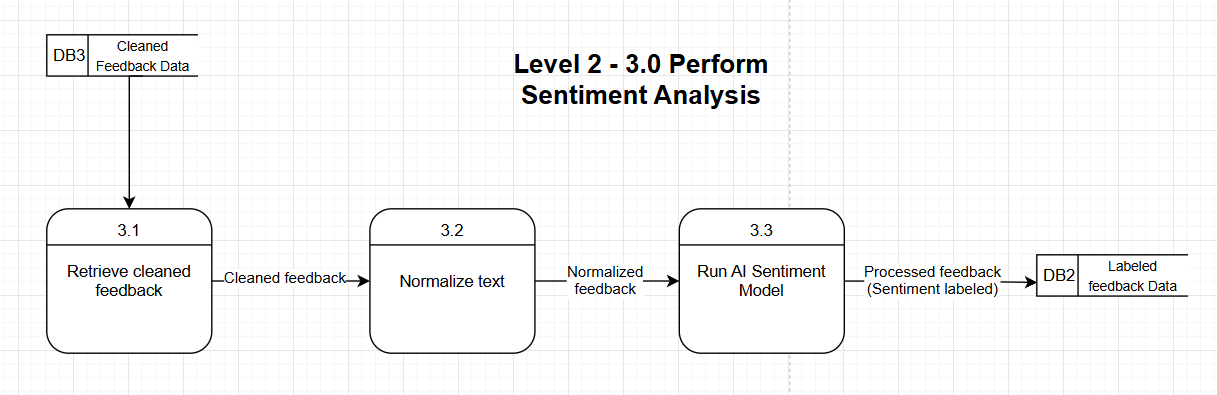 DB3
Cleaned
Feedback Data
Level 2 - 3.0 Perform
Sentiment Analysis
3.1
Retrieve cleaned
feedback
Cleaned feedback
3.2
Normalize text
Normalized
feedback
3.3
Run AI Sentiment
Model
Processed feedback
(Sentiment labeled)
DB2
Labeled
feedback Data